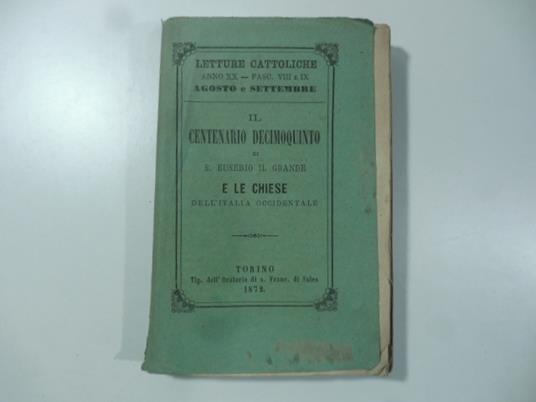 LETTURE CATTOLICHE
ANNO XX — FASC. VIII e IX
AGOSTO e SETTEMBRE
IL
CENTENARIO DECIMOQUINTO
DI
S. EUSEBIO IL GRANDE
E LE CHIESE
DELL'ITALIA OCCIDENTALE
TORINO
Tip. dell'Oratorio di s. Franc. di Sales
1872.